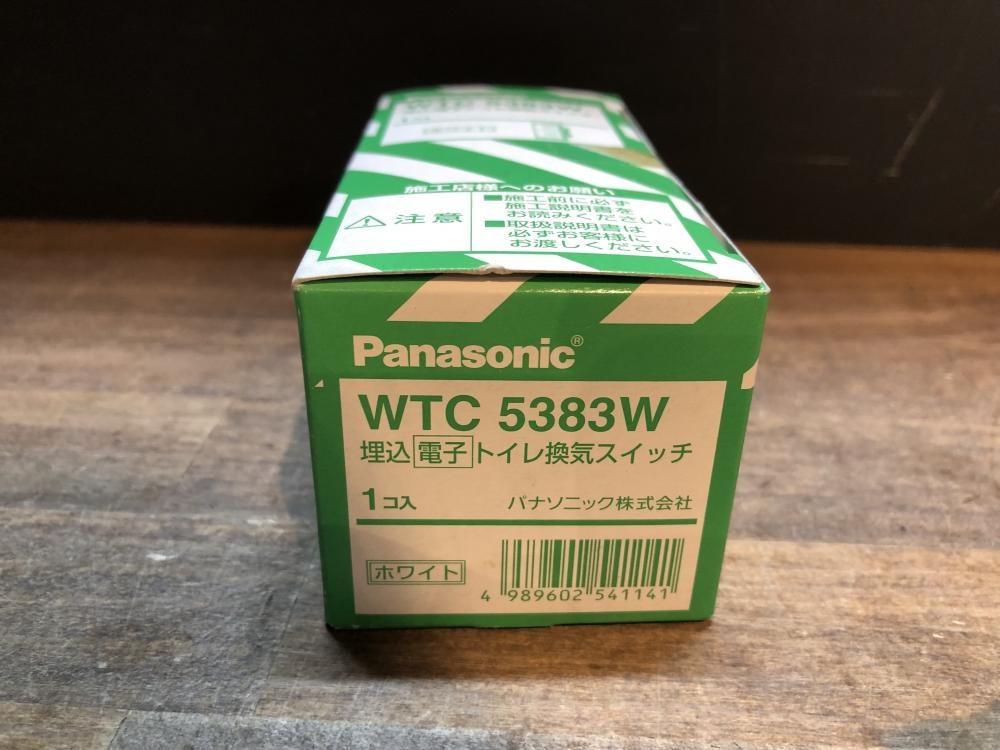 WTC 5383W
施工店様へのお願い
注意
■施工前に必ず
施工説明書を
お読みください。
■取扱説明書は
必ずお客様に
お渡しください。
Panasonic®
WTC 5383W
埋込 電子 トイレ換気スイッチ
1コ入 パナソニック株式会社
ホワイト
4 989602 541141